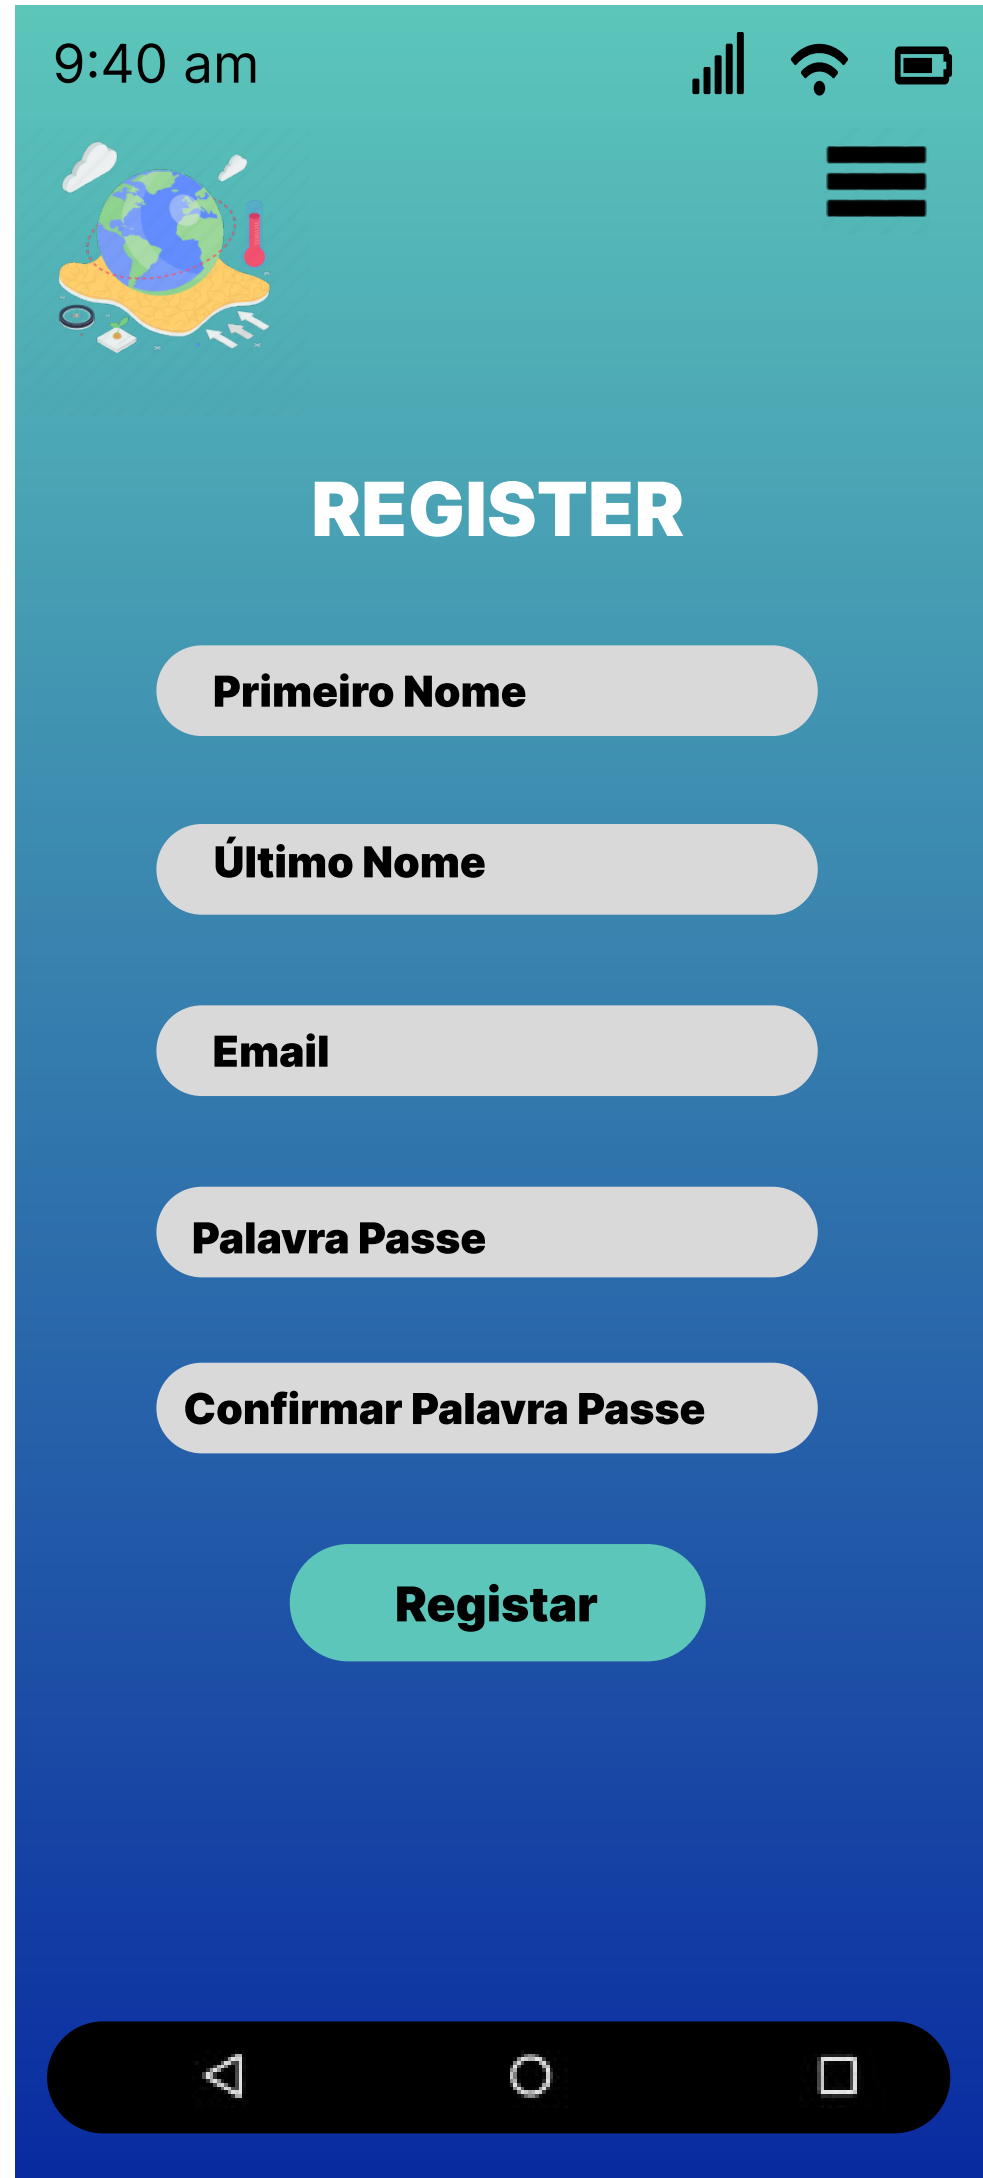 9:40 am
REGISTER
Primeiro Nome
Último Nome
Email
Palavra Passe
Confirmar Palavra Passe
Registar